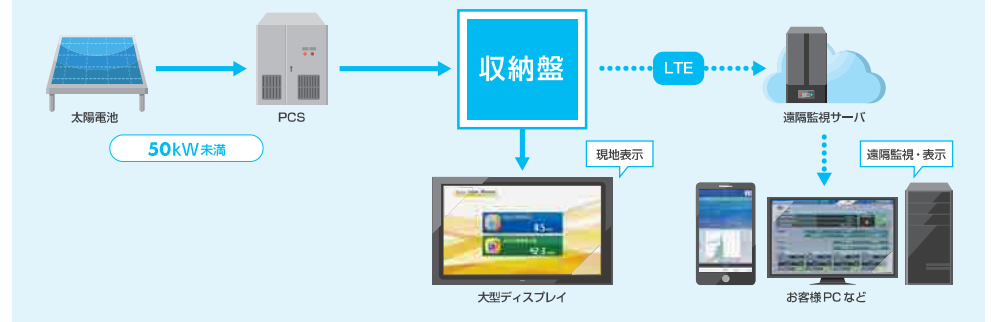 太陽電池
PCS
50kW未満
収納盤
LTE
遠隔監視サーバ
現地表示
大型ディスプレイ
遠隔監視・表示
お客様PCなど